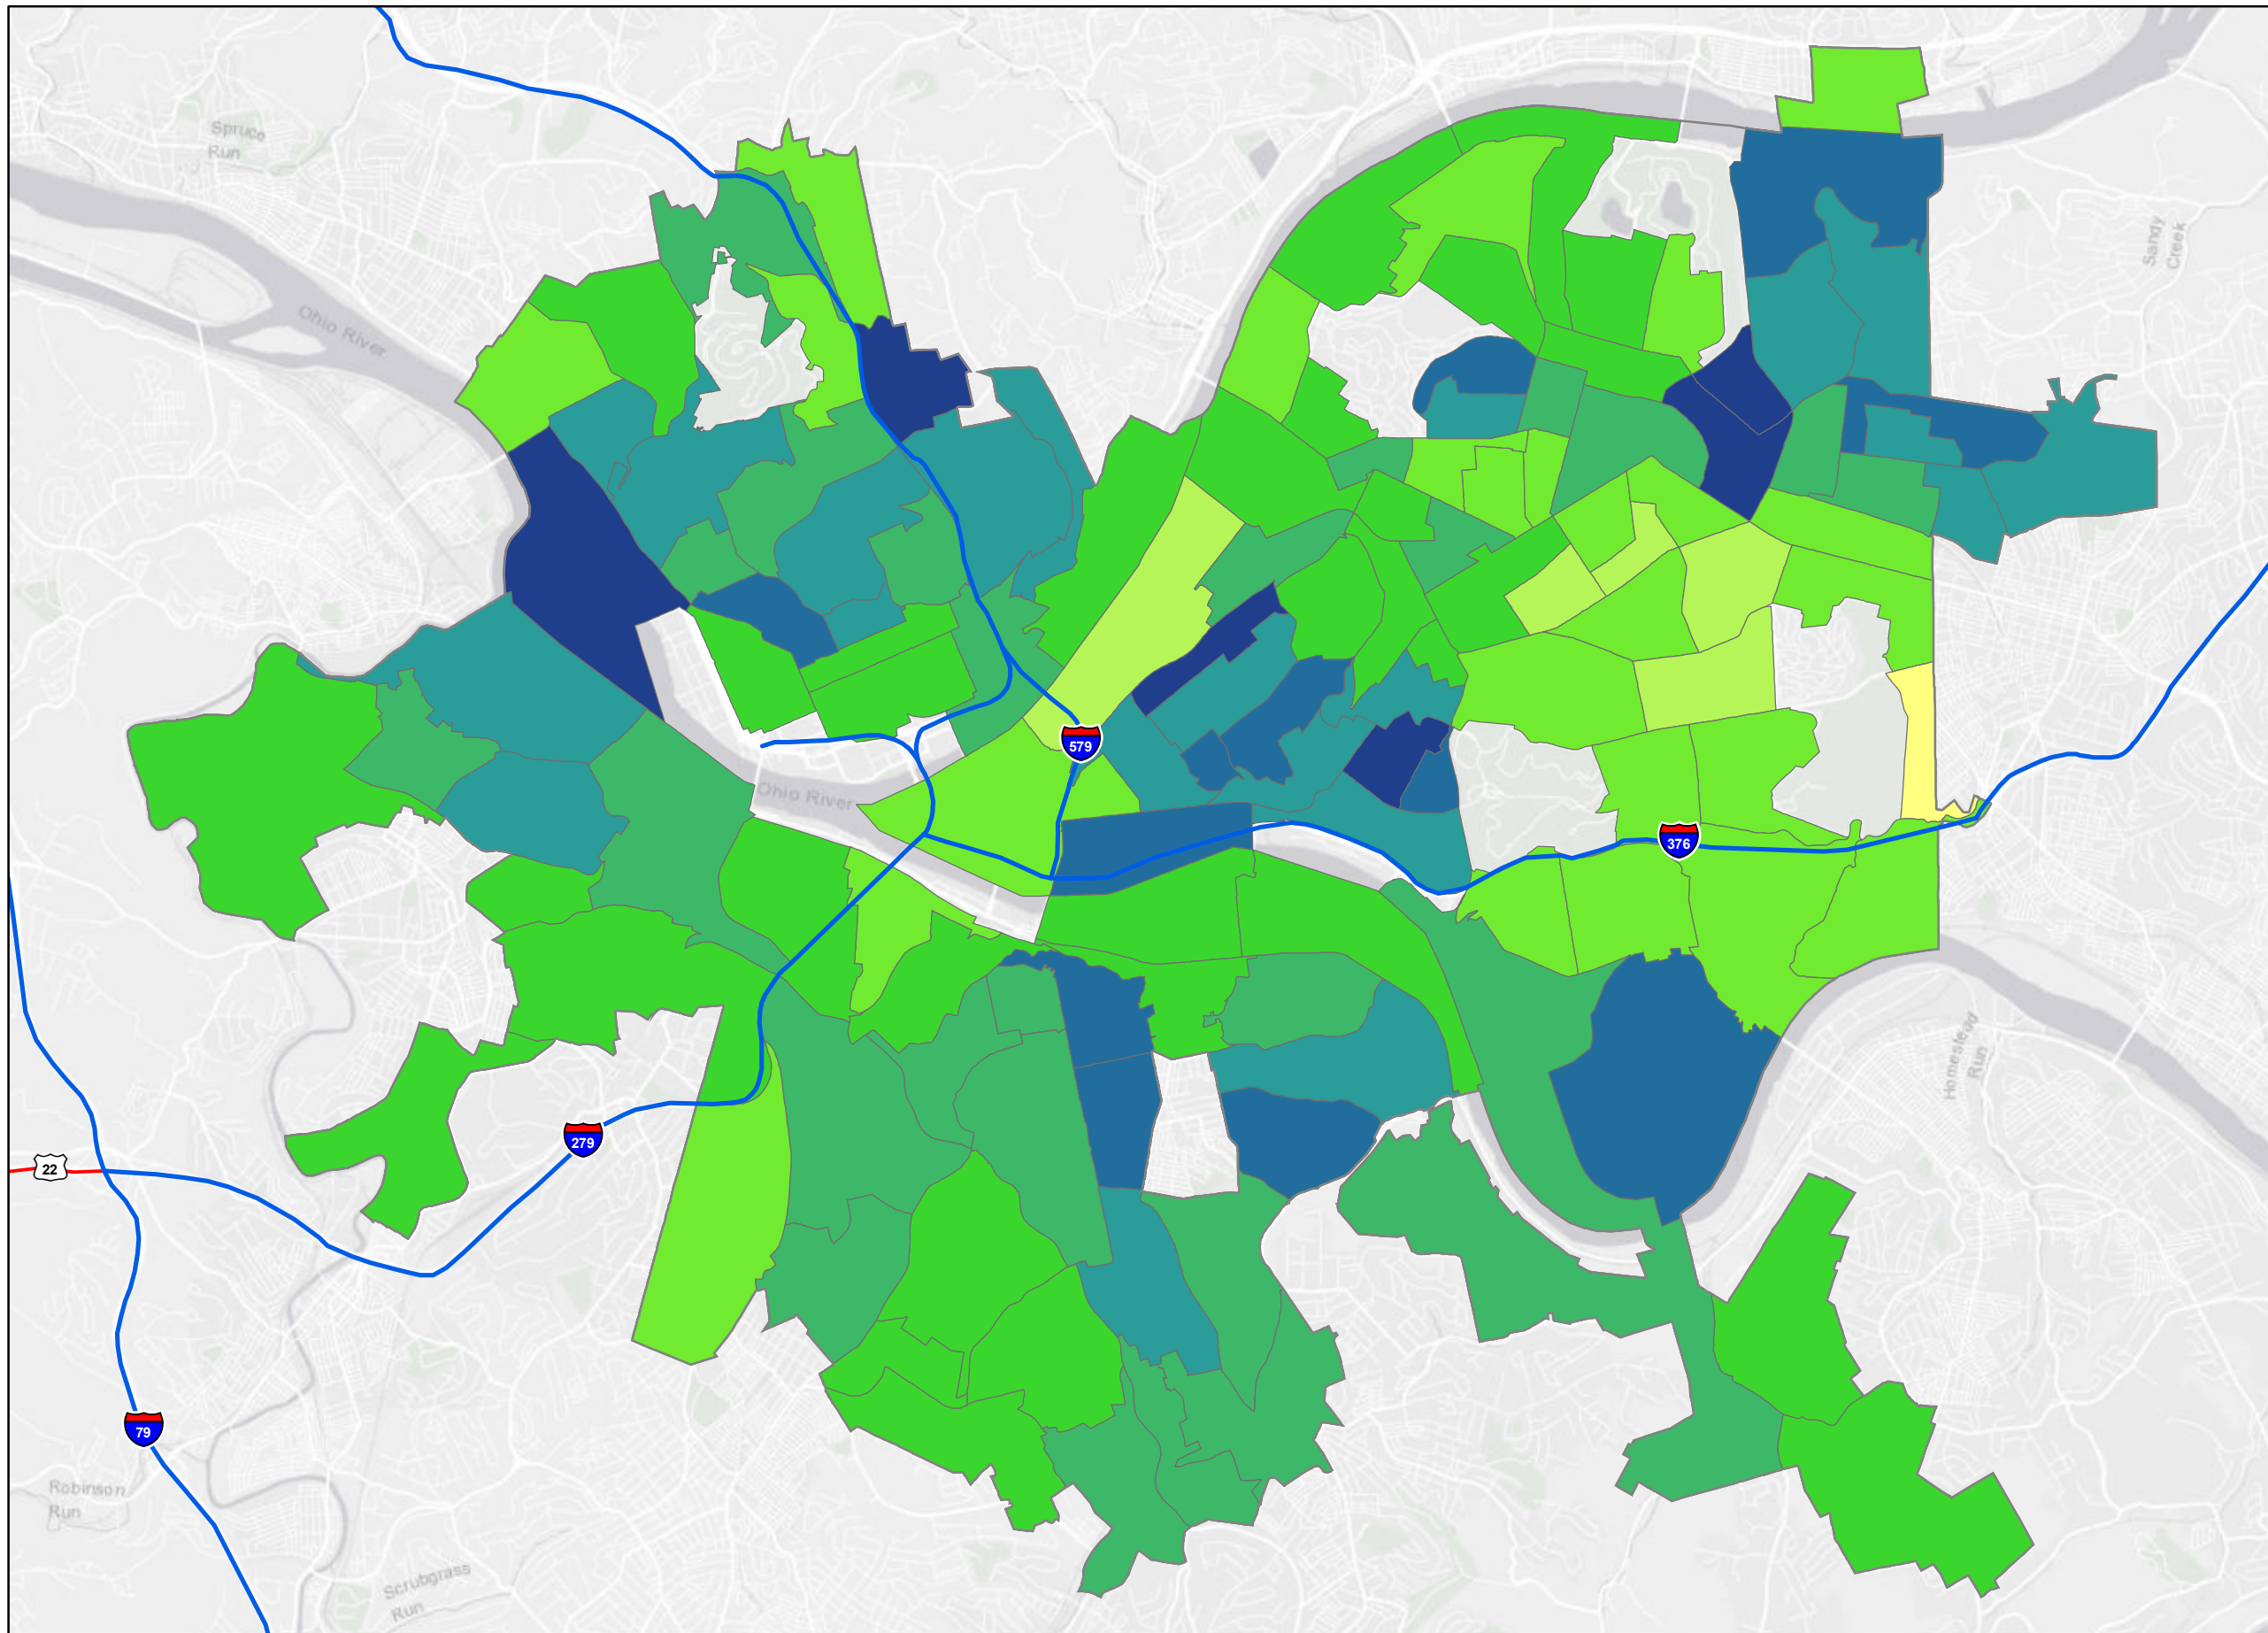 Spruce
Run
Sandy
Creek
Ohio River
579
Ohio River
376
Homestead
Run
279
22
79
Robinson
Run
Scrubgrass
Run